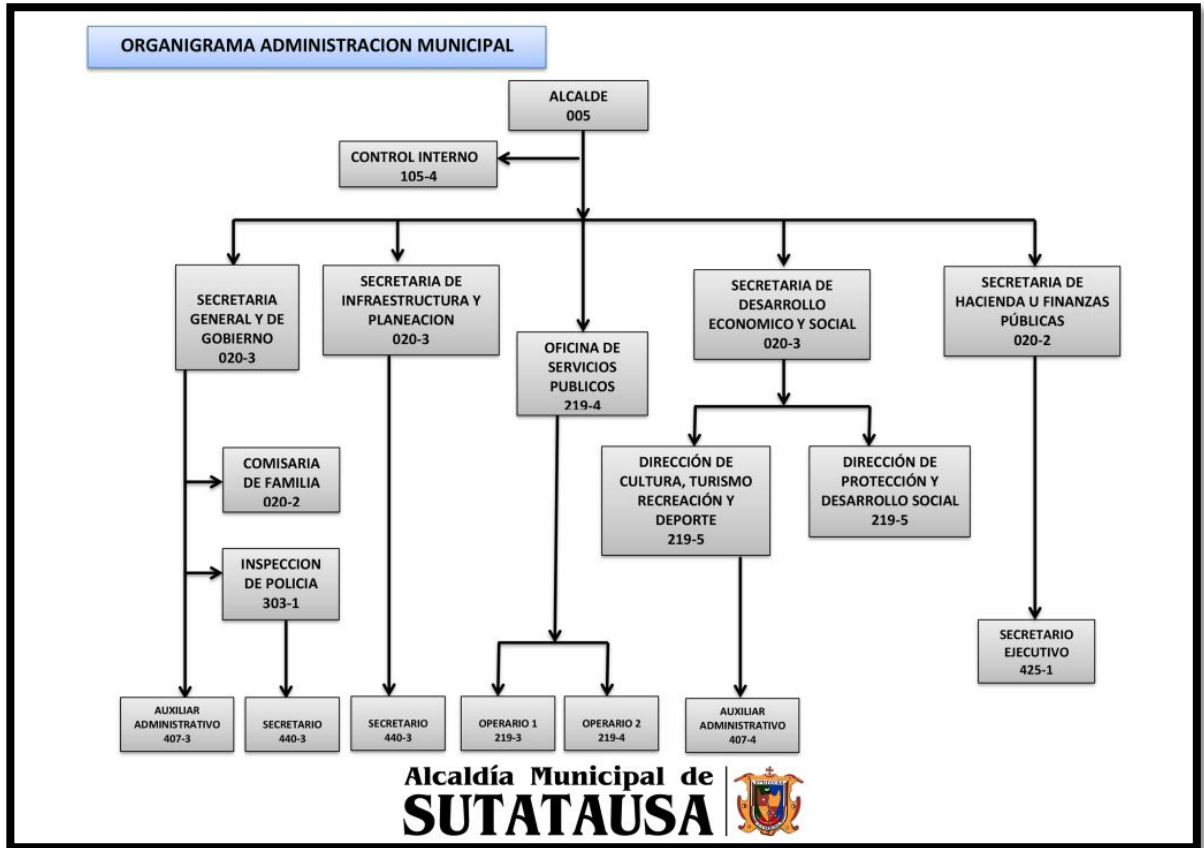 ORGANIGRAMA ADMINISTRACION MUNICIPAL
ALCALDE
005
CONTROL INTERNO
105-4
SECRETARIA
GENERAL Y DE
GOBIERNO
020-3
SECRETARIA DE
INFRAESTRUCTURA Y
PLANEACION
020-3
OFICINA DE
SERVICIOS
PUBLICOS
219-4
SECRETARIA DE
DESARROLLO
ECONOMICO Y SOCIAL
020-3
SECRETARIA DE
HACIENDA U FINANZAS
PÚBLICAS
020-2
COMISARIA
DE FAMILIA
020-2
INSPECCION
DE POLICIA
303-1
DIRECCIÓN DE
CULTURA, TURISMO
RECREACIÓN Y
DEPORTE
219-5
DIRECCIÓN DE
PROTECCIÓN Y
DESARROLLO SOCIAL
219-5
SECRETARIO
EJECUTIVO
425-1
AUXILIAR
ADMINISTRATIVO
407-3
SECRETARIO
440-3
SECRETARIO
440-3
OPERARIO 1
219-3
OPERARIO 2
219-4
AUXILIAR
ADMINISTRATIVO
407-4
Alcaldía Municipal de
SUTATAUSA